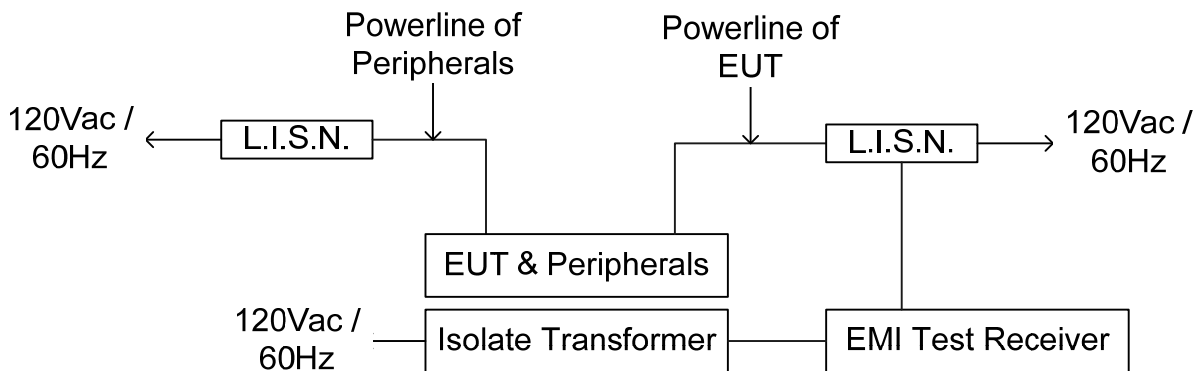 Powerline of
Peripherals
Powerline of
EUT
120Vac /
60Hz
L.I.S.N.
L.I.S.N.
120Vac /
60Hz
EUT & Peripherals
120Vac /
60Hz
Isolate Transformer
EMI Test Receiver